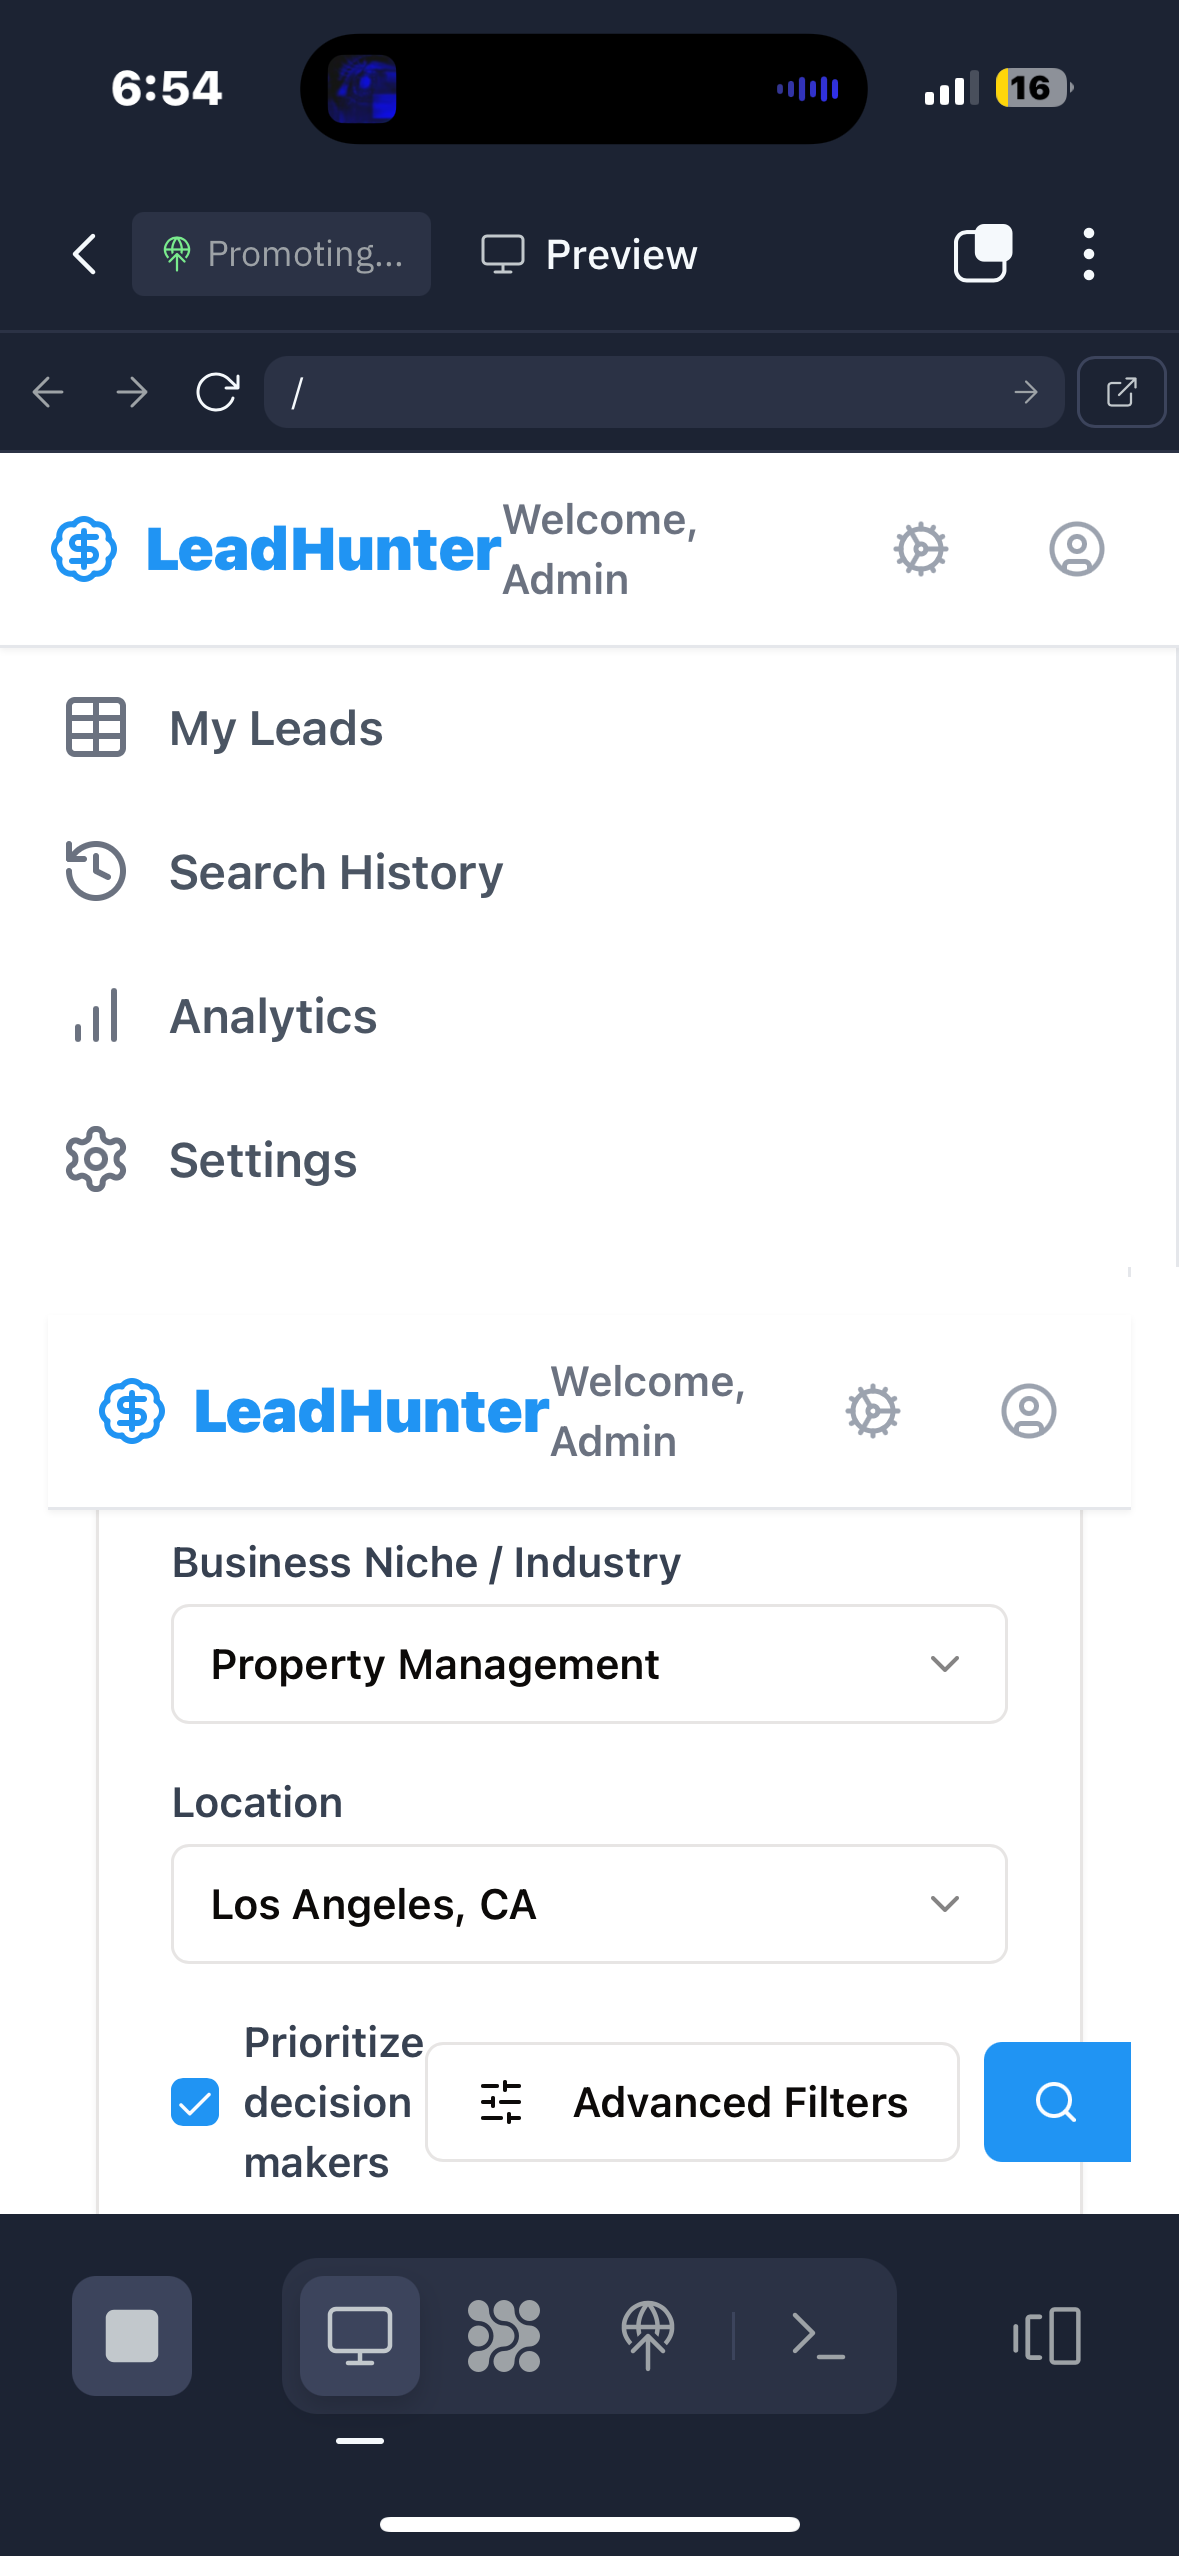 6:54
16
Promoting...
Preview
/
LeadHunter
Welcome,
Admin
My Leads
Search History
Analytics
Settings
LeadHunter
Welcome,
Admin
Business Niche / Industry
Property Management
Location
Los Angeles, CA
Prioritize
decision
makers
Advanced Filters